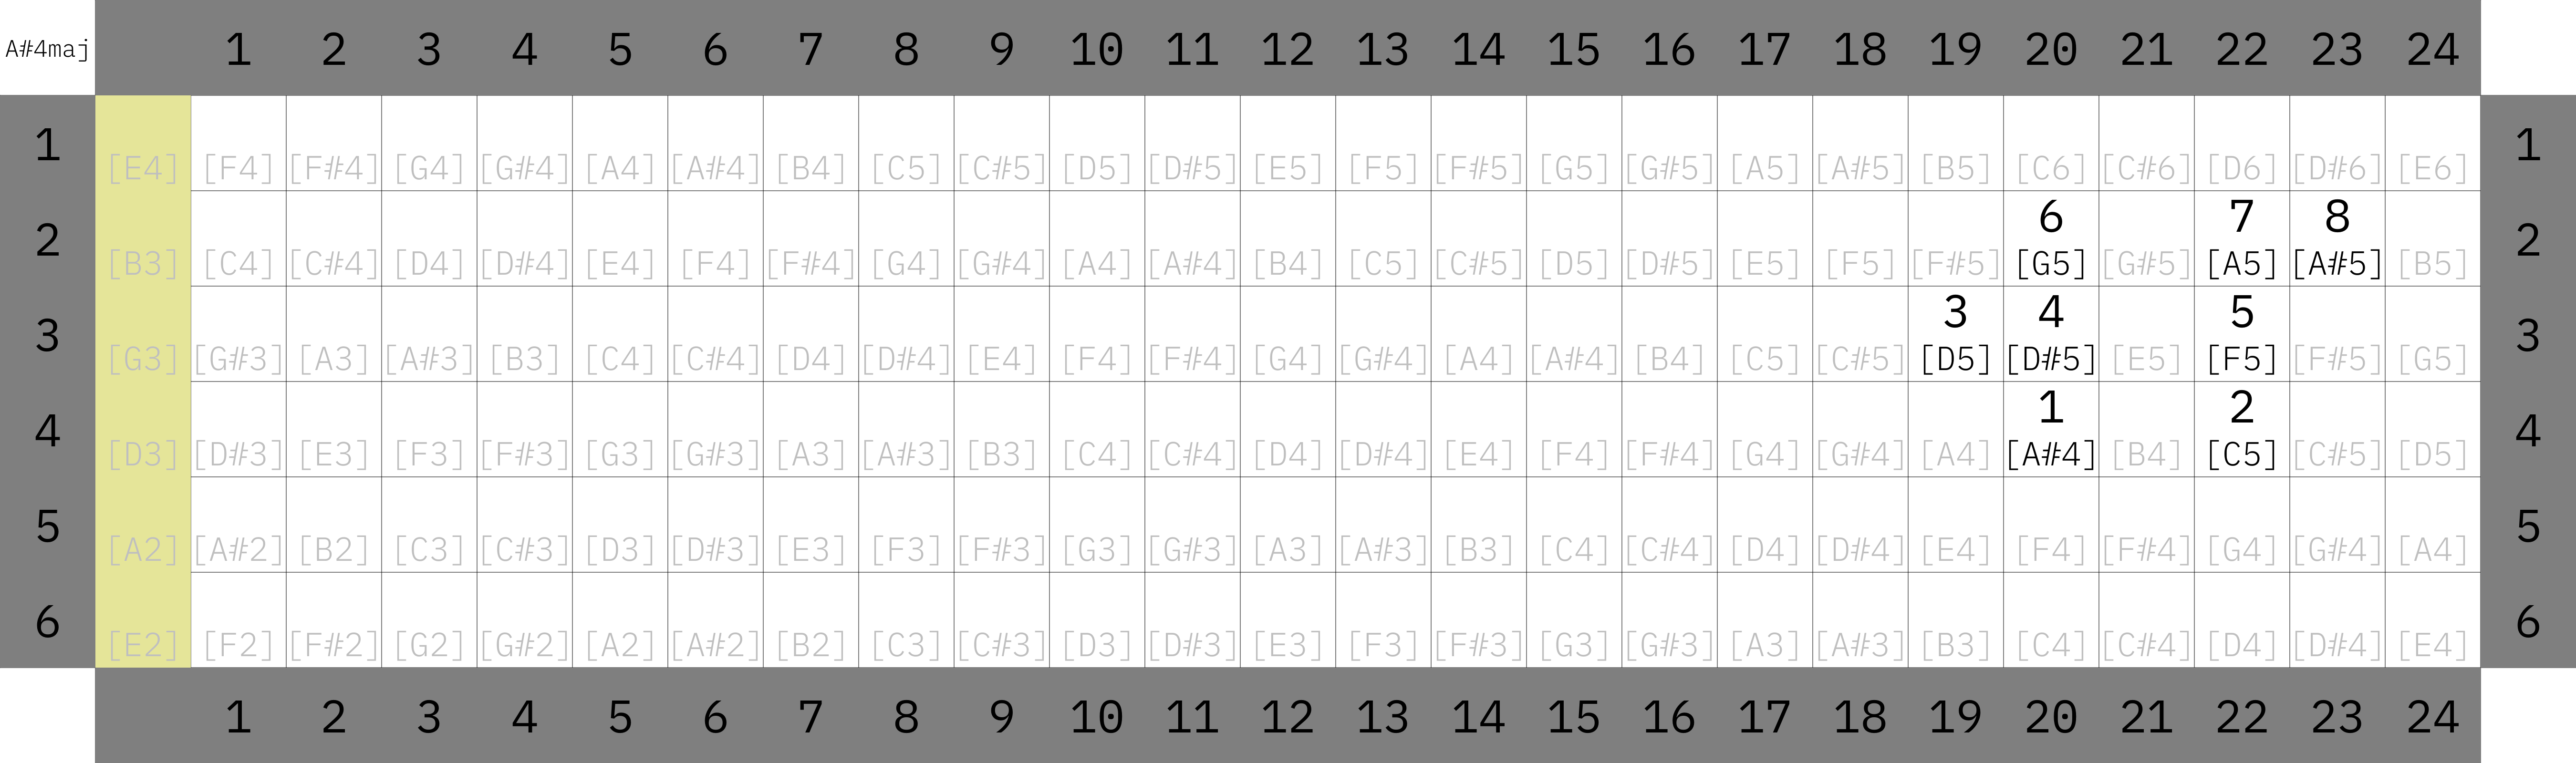 A#4maj 1 2 3 4 5 6 7 8 9 10 11 12 13 14 15 16 17 18 19 20 21 22 23 24
1 [E4] [F4] [F#4] [G4] [G#4] [A4] [A#4] [B4] [C5] [C#5] [D5] [D#5] [E5] [F5] [F#5] [G5] [G#5] [A5] [A#5] [B5] [C6] [C#6] [D6] [D#6] [E6] 1
6 7 8
2 [B3] [C4] [C#4] [D4] [D#4] [E4] [F4] [F#4] [G4] [G#4] [A4] [A#4] [B4] [C5] [C#5] [D5] [D#5] [E5] [F5] [F#5] [G5] [G#5] [A5] [A#5] [B5] 2
3 4 5
3 [G3] [G#3] [A3] [A#3] [B3] [C4] [C#4] [D4] [D#4] [E4] [F4] [F#4] [G4] [G#4] [A4] [A#4] [B4] [C5] [C#5] [D5] [D#5] [E5] [F5] [F#5] [G5] 3
1 2
4 [D3] [D#3] [E3] [F3] [F#3] [G3] [G#3] [A3] [A#3] [B3] [C4] [C#4] [D4] [D#4] [E4] [F4] [F#4] [G4] [G#4] [A4] [A#4] [B4] [C5] [C#5] [D5] 4
5 [A2] [A#2] [B2] [C3] [C#3] [D3] [D#3] [E3] [F3] [F#3] [G3] [G#3] [A3] [A#3] [B3] [C4] [C#4] [D4] [D#4] [E4] [F4] [F#4] [G4] [G#4] [A4] 5
6 [E2] [F2] [F#2] [G2] [G#2] [A2] [A#2] [B2] [C3] [C#3] [D3] [D#3] [E3] [F3] [F#3] [G3] [G#3] [A3] [A#3] [B3] [C4] [C#4] [D4] [D#4] [E4] 6
1 2 3 4 5 6 7 8 9 10 11 12 13 14 15 16 17 18 19 20 21 22 23 24